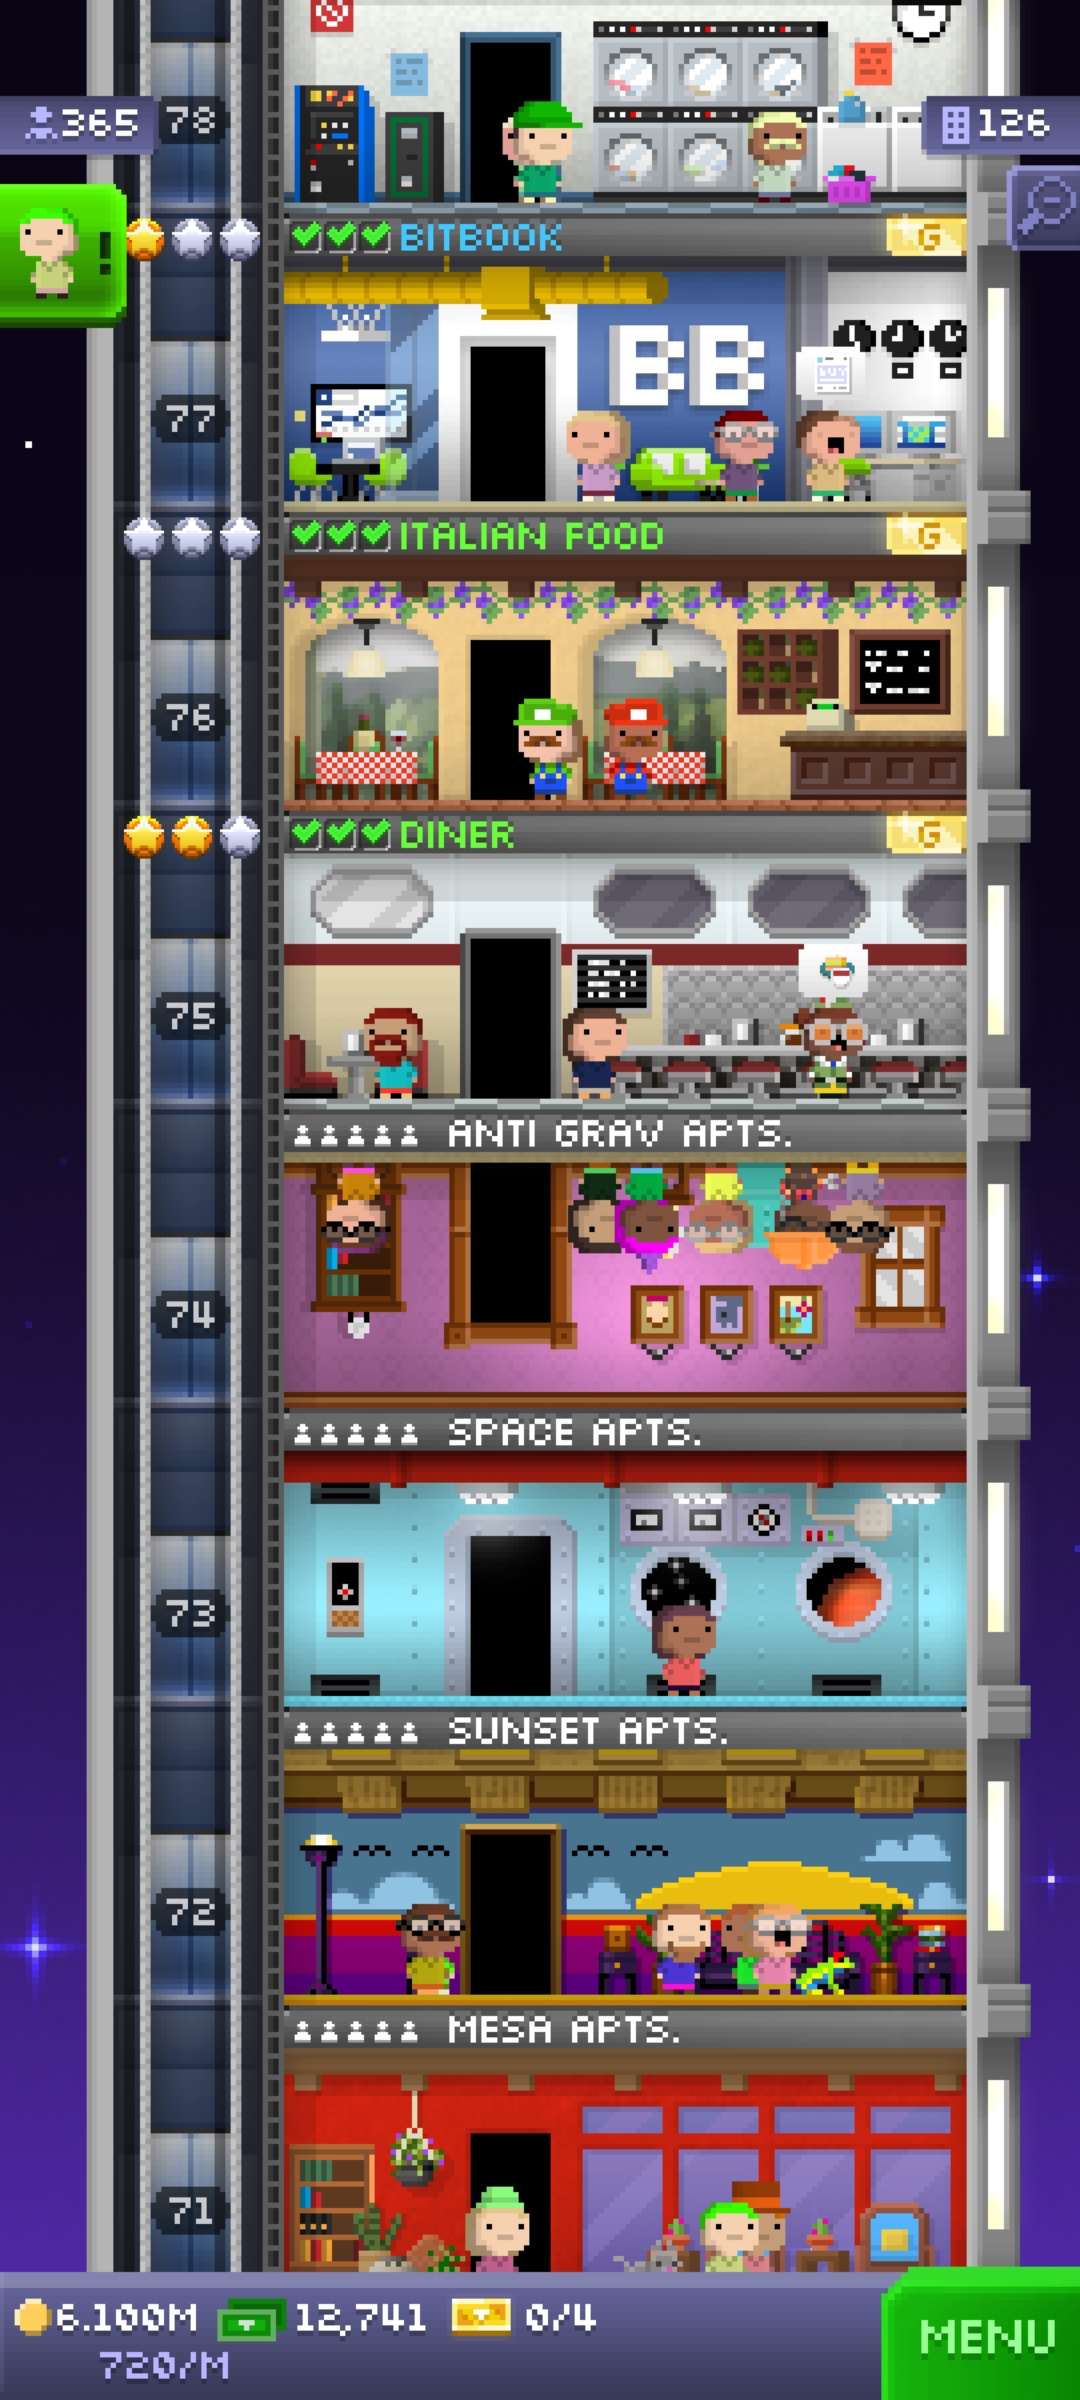 365
78
126
BITBOOK
G
BB
77
ITALIAN FOOD
G
76
DINER
G
75
ANTI GRAV APTS.
74
SPACE APTS.
73
SUNSET APTS.
72
MESA APTS.
71
6.100M 12,741 0/4
720/M
MENU